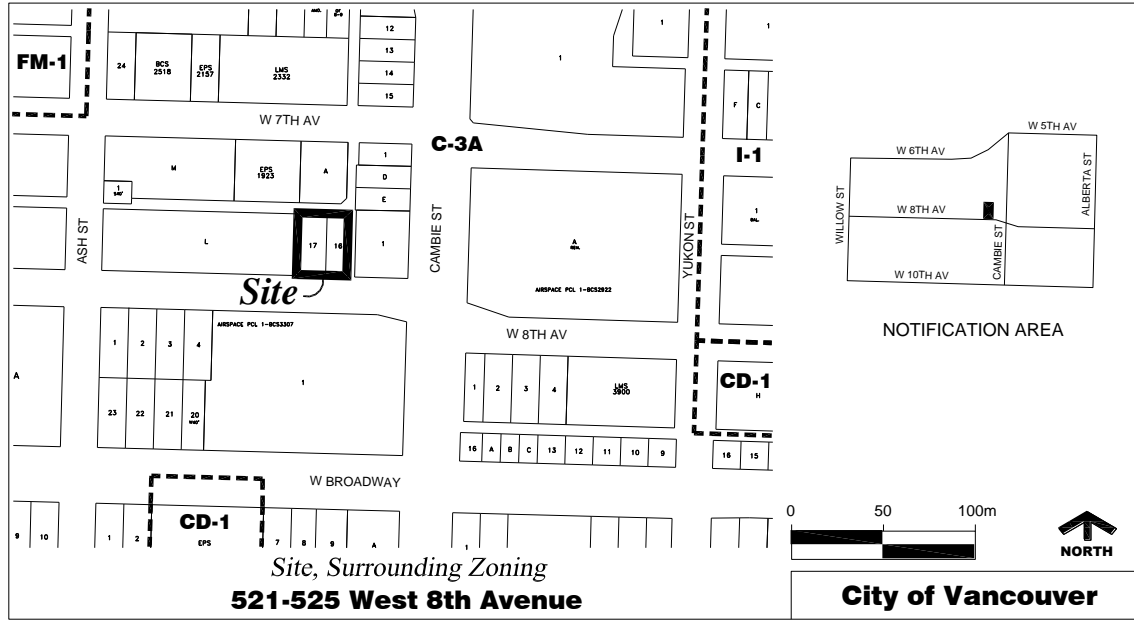 12
FM-1
24
BCS
2518
EPS
2157
LMS
2332
13
14
15
1
1
1
F
C
W 7TH AV
C-3A
I-1
M
EPS
1923
A
1
D
E
1
L
17
16
1
A
REM.
AIRSPACE PCL 1-BCS2922
1
BAL.
ASH ST
CAMBIE ST
YUKON ST
Site
AIRSPACE PCL 1-BCS3307
W 8TH AV
1
2
3
4
1
A
23
22
21
20
1
2
3
4
LMS
3900
CD-1
H
16
A
B
C
13
12
11
10
9
16
15
W BROADWAY
CD-1
EPS
9
10
1
2
7
8
9
A
1
W 5TH AV
W 6TH AV
W 8TH AV
W 10TH AV
WILLOW ST
CAMBIE ST
ALBERTA ST
NOTIFICATION AREA
0
50
100m
NORTH
Site, Surrounding Zoning
521-525 West 8th Avenue
City of Vancouver